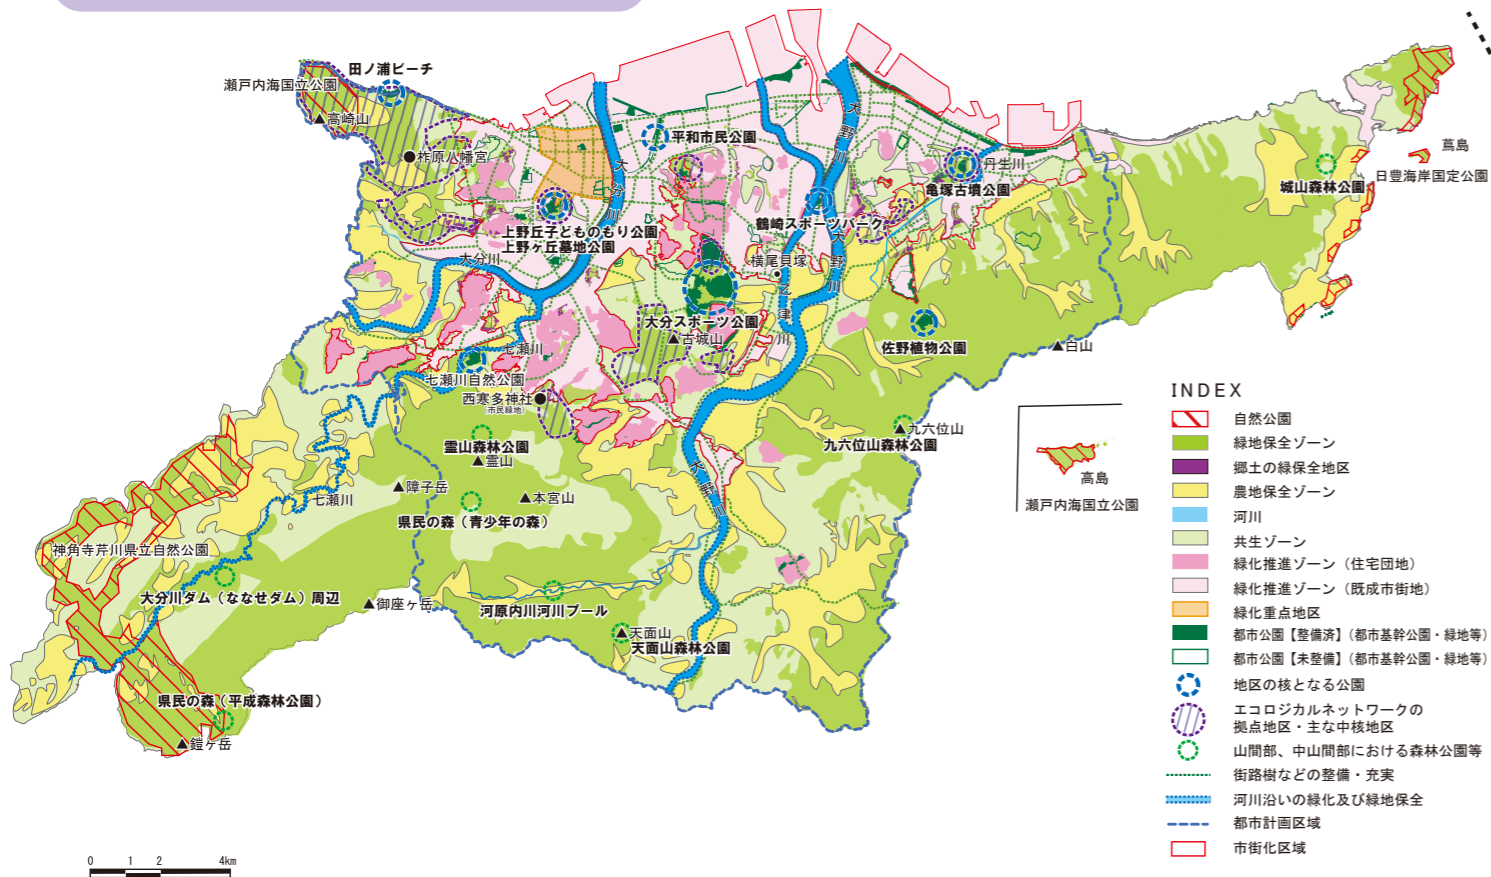 田ノ浦ビーチ
瀬戸内海国立公園
▲高崎山
柞原八幡宮
平和市民公園
大分川
大野川
丹生川
亀塚古墳公園
蔦島
日豊海岸国定公園
城山森林公園
上野丘子どものもり公園
上野ヶ丘墓地公園
鶴崎スポーツパーク
大分川
横尾貝塚
大野川
乙津川
大分スポーツ公園
▲古城山
佐野植物公園
▲白山
七瀬川
七瀬川自然公園
西寒多神社
(市民緑地)
霊山森林公園
▲霊山
▲九六位山
九六位山森林公園
大野川
▲障子岳
▲本宮山
七瀬川
県民の森（青少年の森）
神角寺芹川県立自然公園
大分川ダム（ななせダム）周辺
▲御座ヶ岳
河原内川河川プール
▲天面山
天面山森林公園
県民の森（平成森林公園）
▲鎧ヶ岳
高島
瀬戸内海国立公園
INDEX
自然公園
緑地保全ゾーン
郷土の緑保全地区
農地保全ゾーン
河川
共生ゾーン
緑化推進ゾーン（住宅団地）
緑化推進ゾーン（既成市街地）
緑化重点地区
都市公園【整備済】（都市基幹公園・緑地等）
都市公園【未整備】（都市基幹公園・緑地等）
地区の核となる公園
エコロジカルネットワークの
拠点地区・主な中核地区
山間部、中山間部における森林公園等
街路樹などの整備・充実
河川沿いの緑化及び緑地保全
都市計画区域
市街化区域
0 1 2 4km